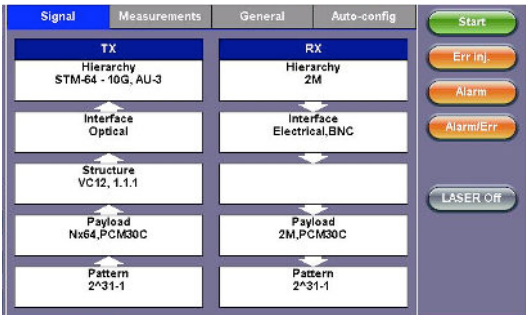 Signal
Measurements
General
Auto-config
TX
Hierarchy
STM-64 - 10G, AU-3
Interface
Optical
Structure
VC12, 1.1.1
Payload
Nx64,PCM30C
Pattern
2^31-1
RX
Hierarchy
2M
Interface
Electrical,BNC
Payload
2M,PCM30C
Pattern
2^31-1
Start
Err Inj.
Alarm
Alarm/Err
LASER Off